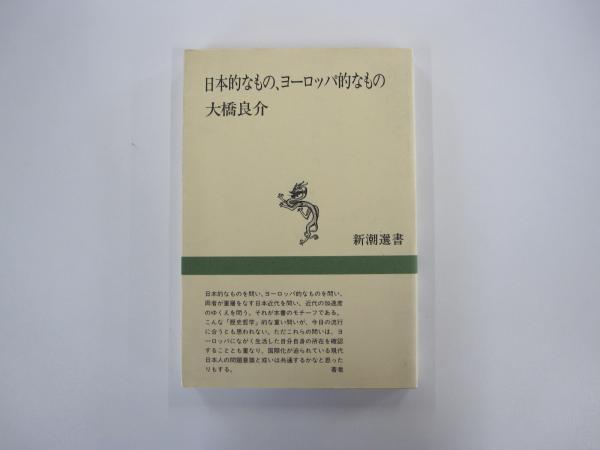 日本的なもの、ヨーロッパ的なもの
大橋良介
新潮選書
日本的なものを問い、ヨーロッパ的なものを問い、
両者が重層をなす日本近代を問い、近代の加速度
のゆくえを問う。それが本書のモチーフである。
こんな「歴史哲学」的な重い問いが、今日の流行
に合うとも思われない。ただこれらの問いは、ヨ
ーロッパにながく生活した自分自身の所在を確認
することとも重なり、国際化が迫られている現代
日本人の問題意識と或いは共通するかなと思った
りもする。 著者